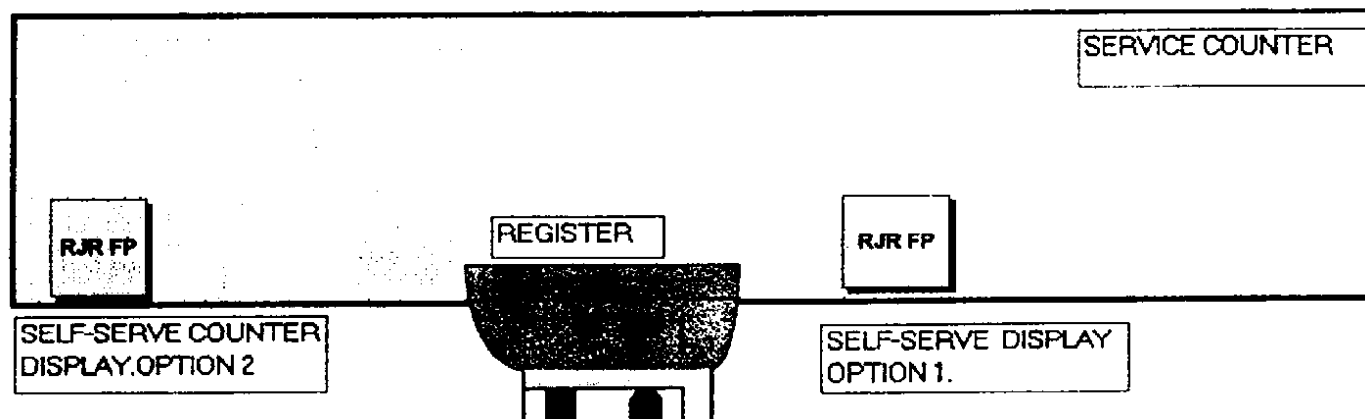 SERVICE COUNTER
RJR FP
REGISTER
RJR FP
SELF-SERVE COUNTER
DISPLAY.OPTION 2
SELF-SERVE DISPLAY
OPTION 1.